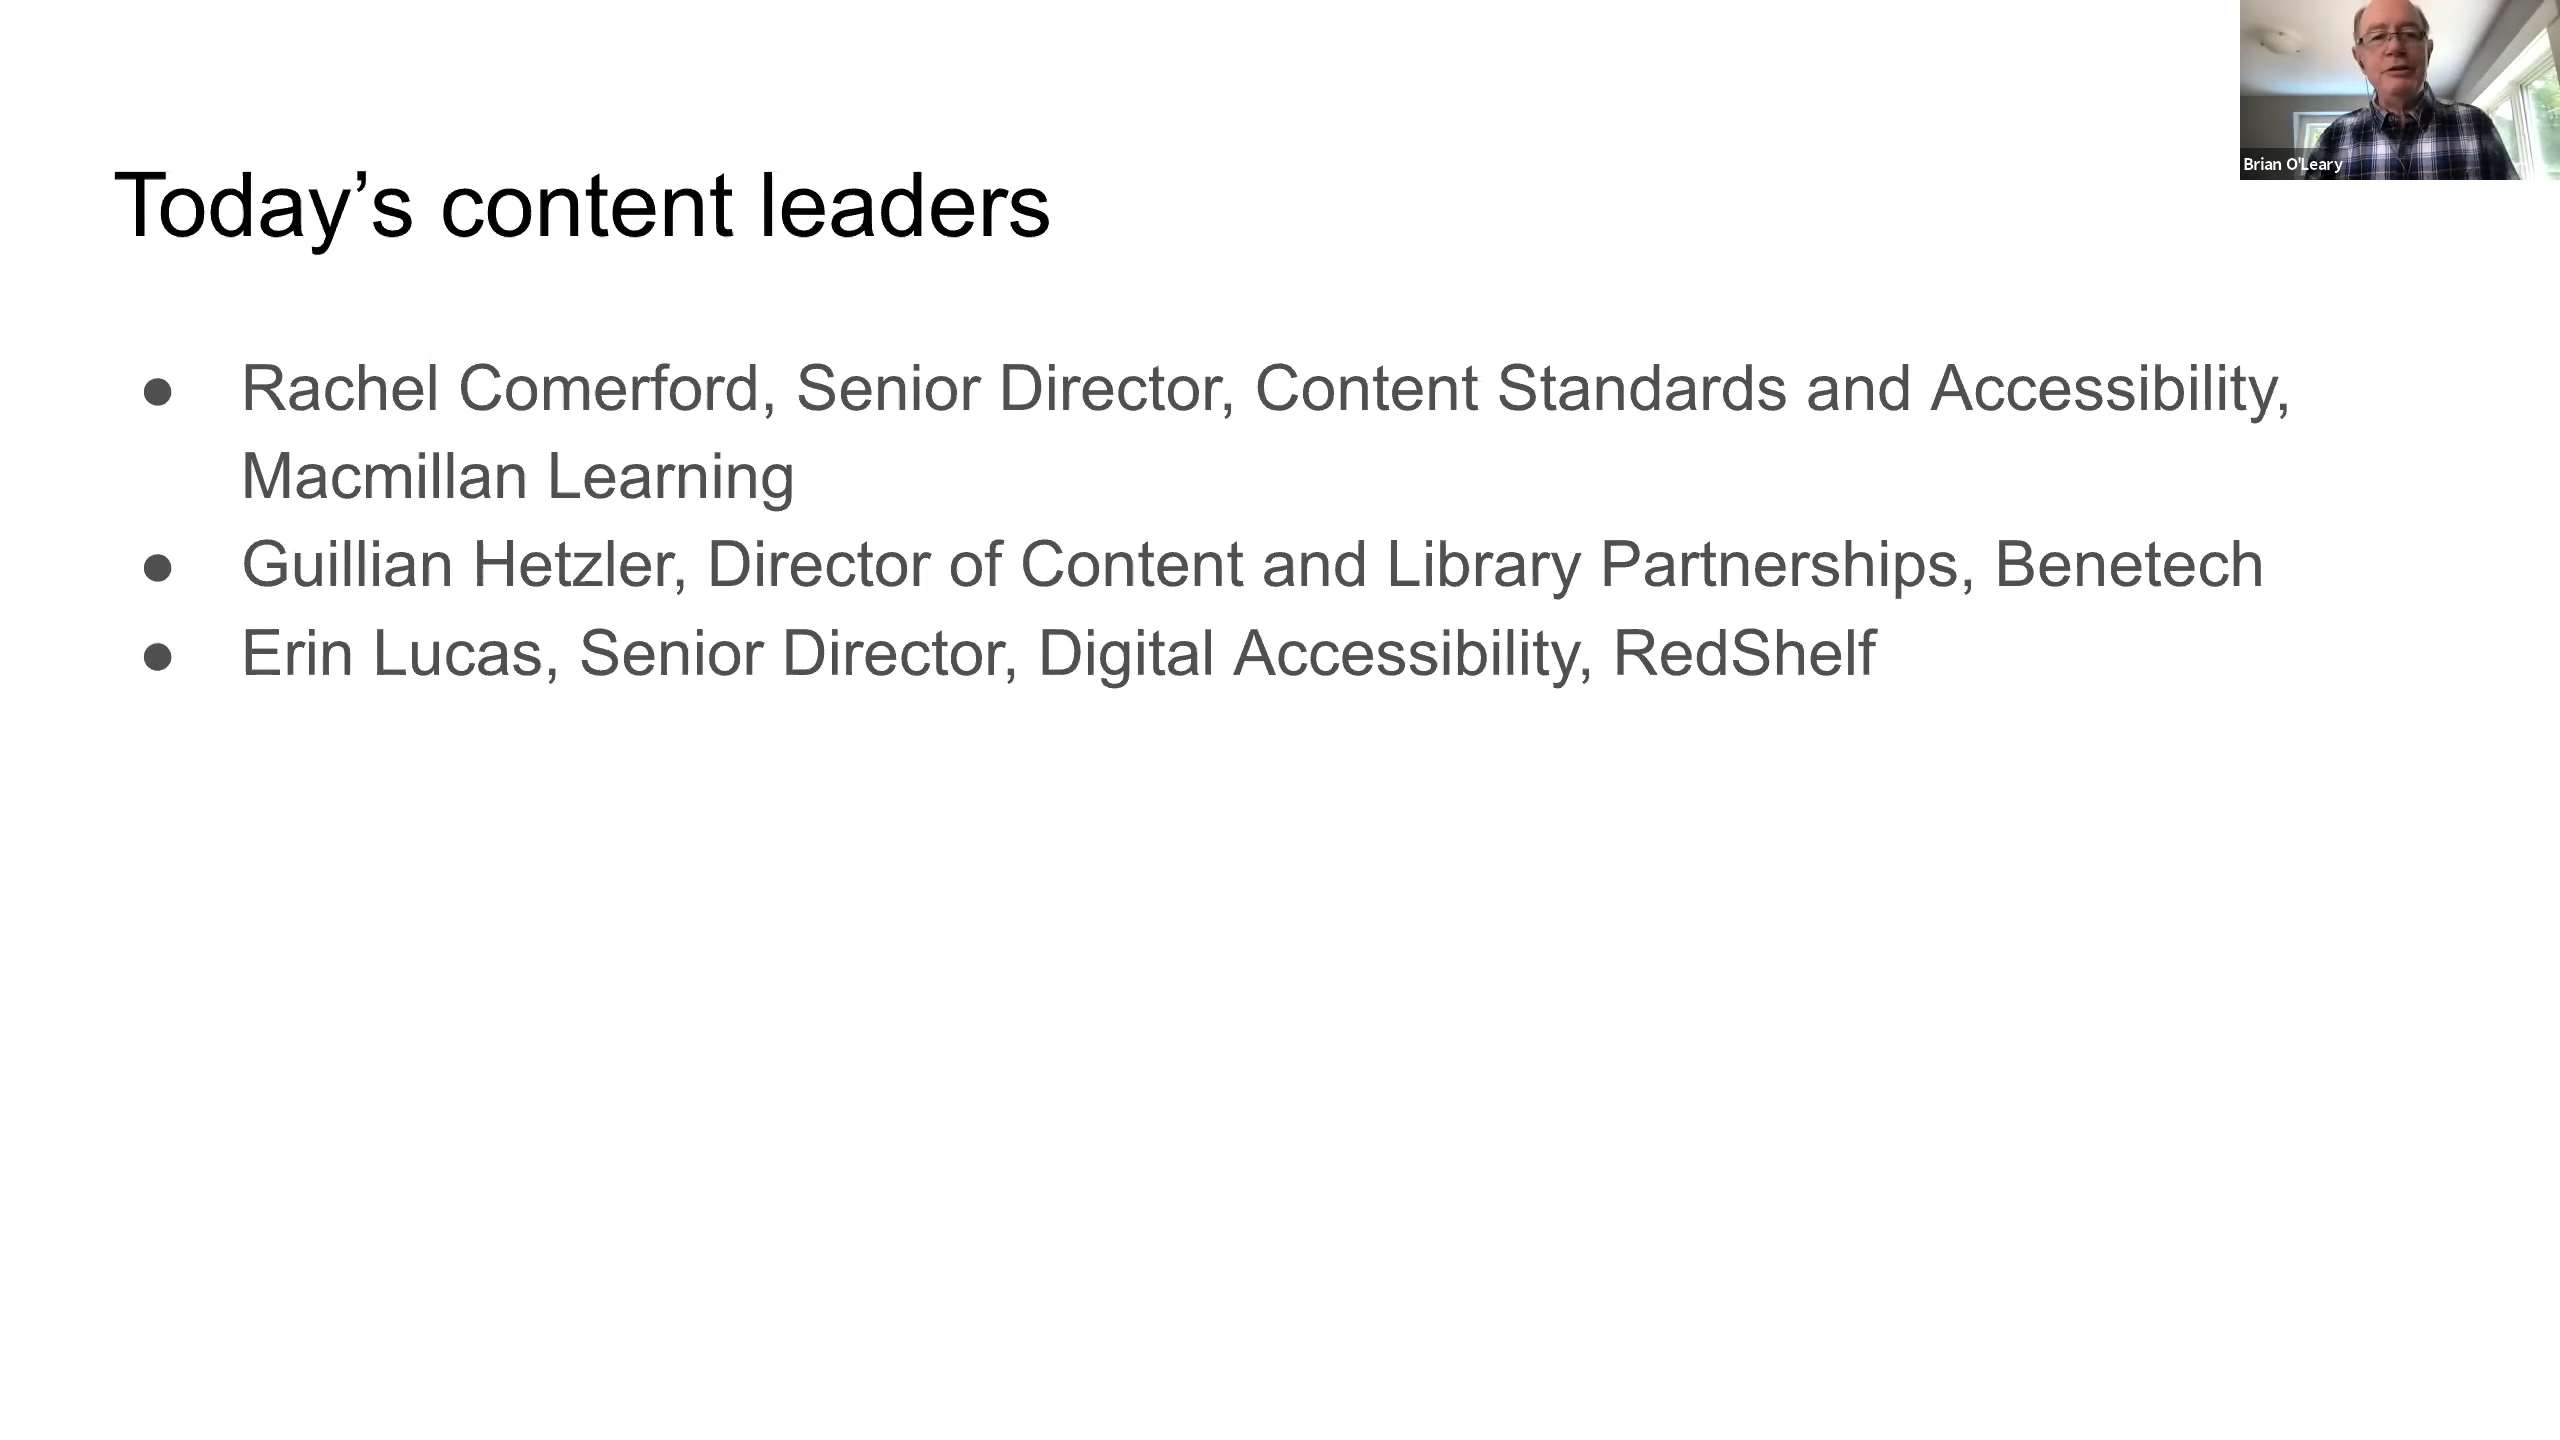 Brian O'Leary
Today’s content leaders
● Rachel Comerford, Senior Director, Content Standards and Accessibility,
Macmillan Learning
● Guillian Hetzler, Director of Content and Library Partnerships, Benetech
● Erin Lucas, Senior Director, Digital Accessibility, RedShelf